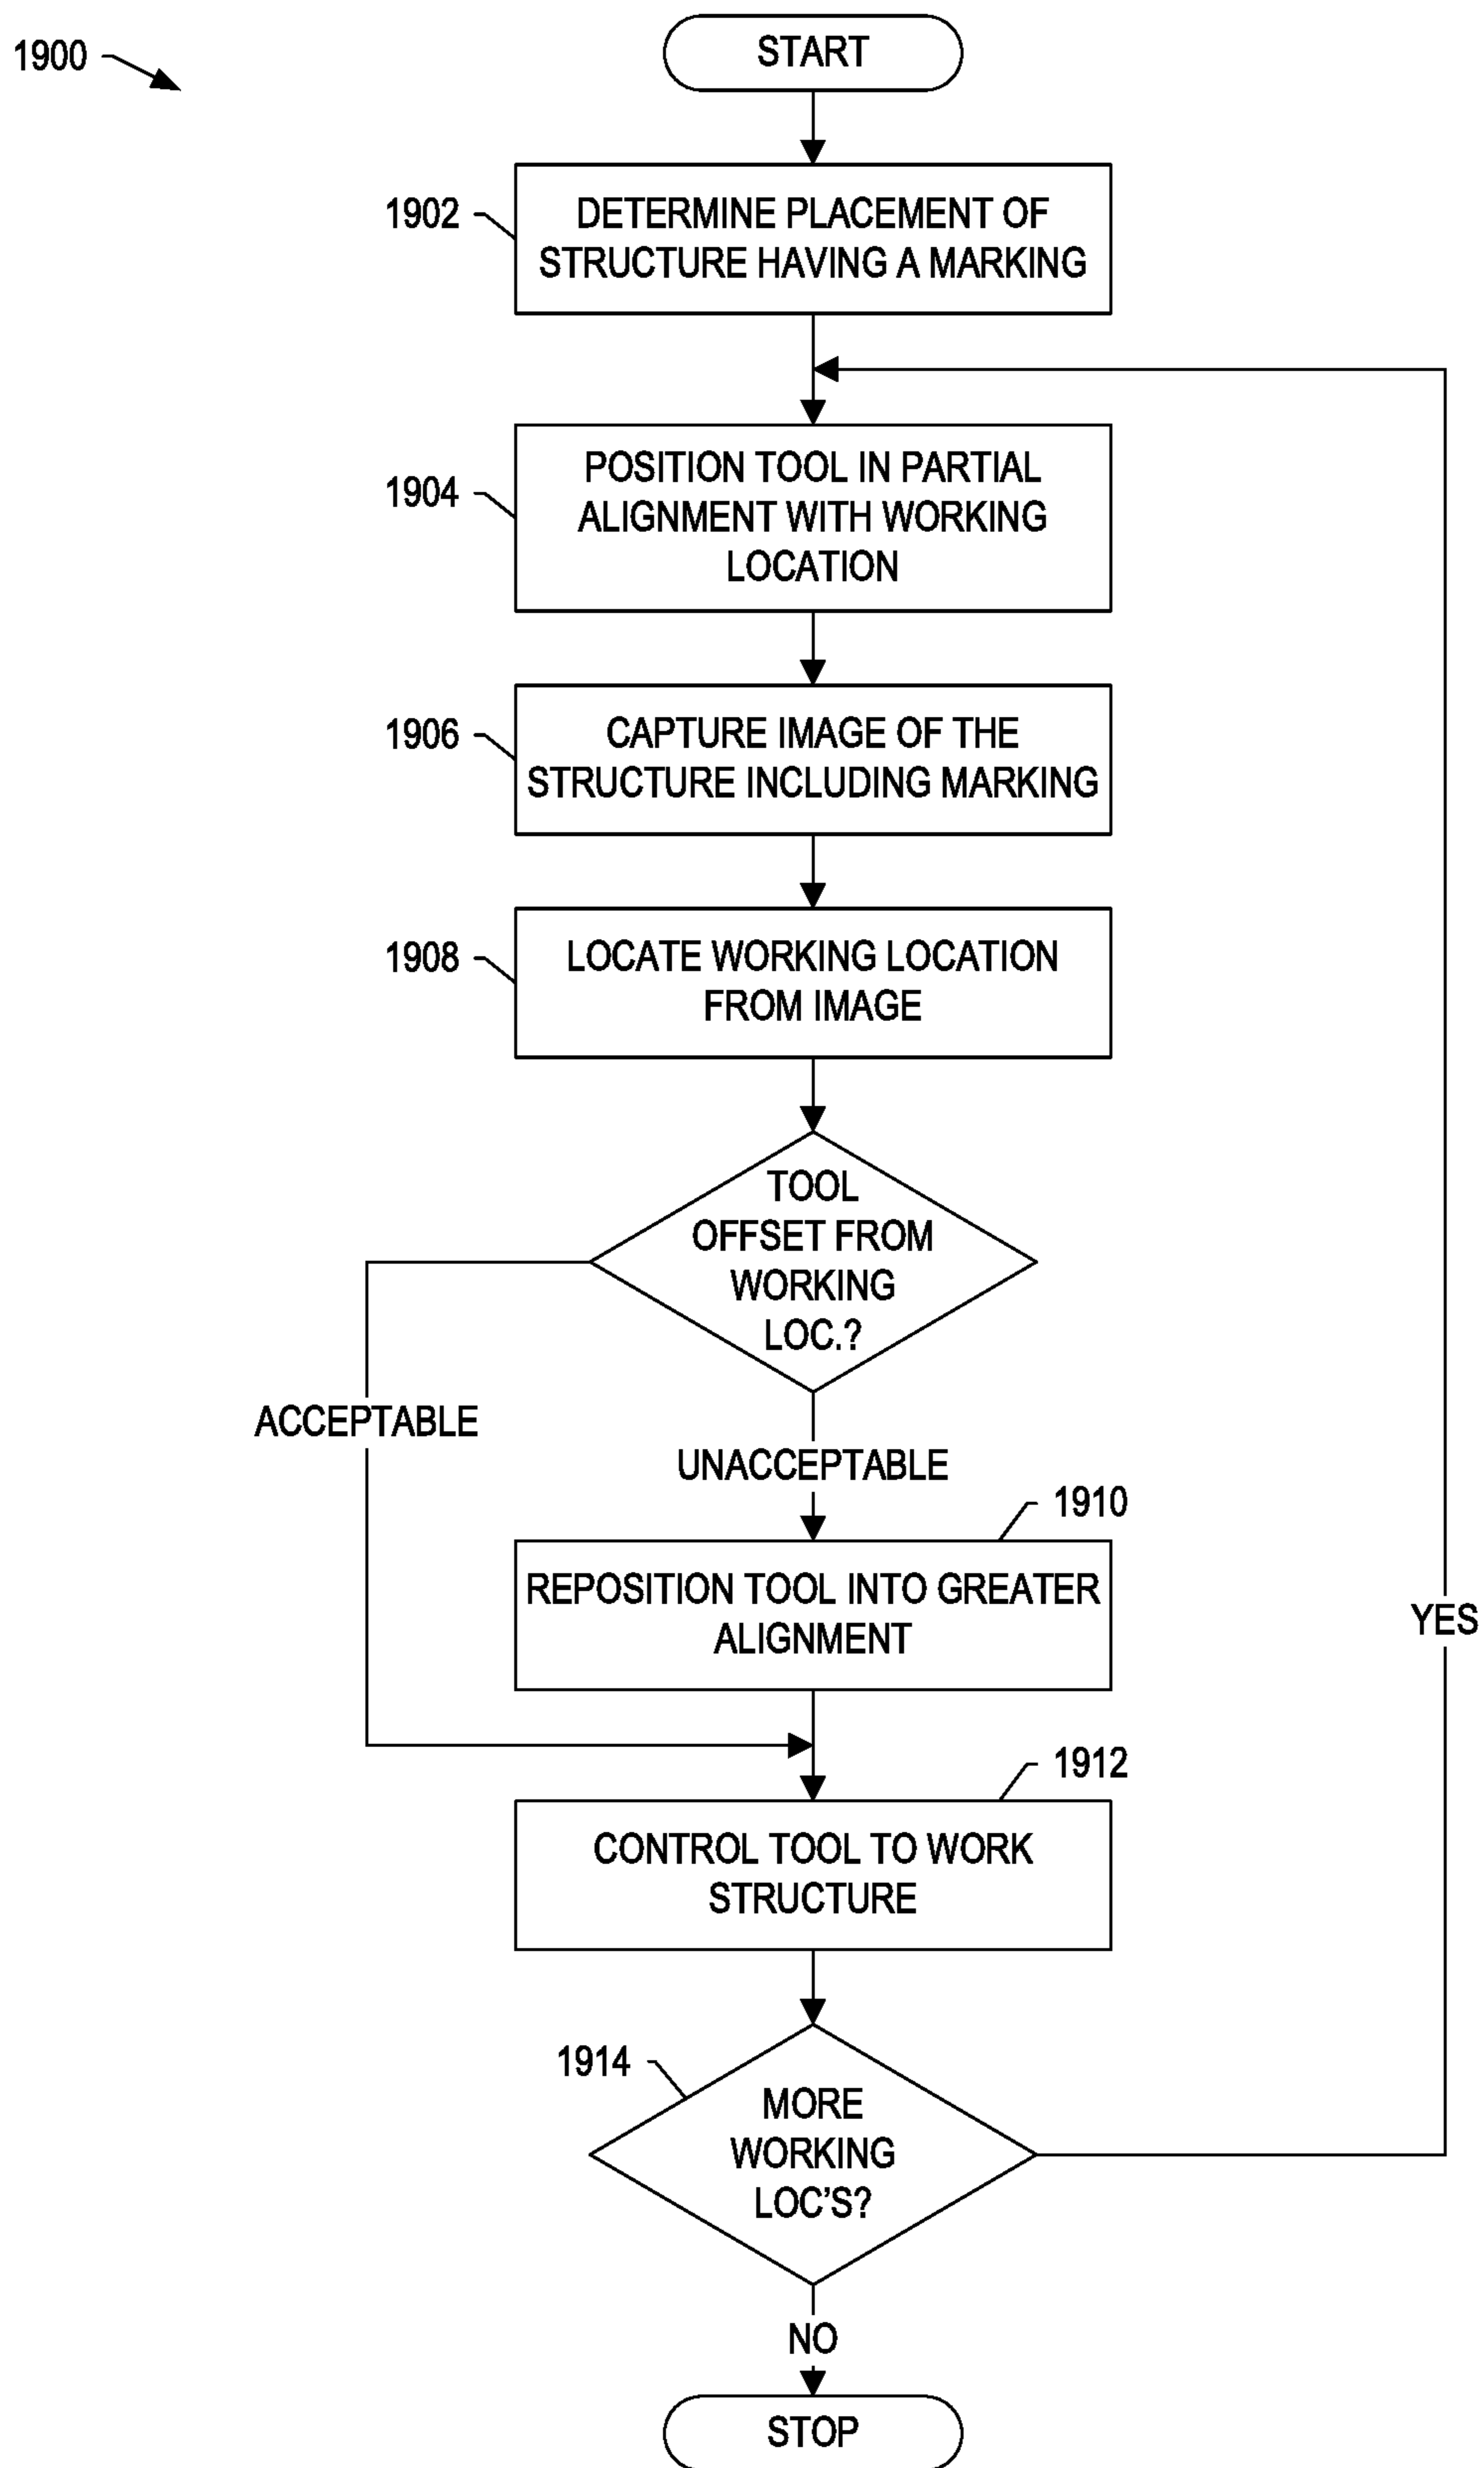 1900
START
1902
DETERMINE PLACEMENT OF
STRUCTURE HAVING A MARKING
1904
POSITION TOOL IN PARTIAL
ALIGNMENT WITH WORKING
LOCATION
1906
CAPTURE IMAGE OF THE
STRUCTURE INCLUDING MARKING
1908
LOCATE WORKING LOCATION
FROM IMAGE
TOOL
OFFSET FROM
WORKING
LOC.?
ACCEPTABLE
UNACCEPTABLE
1910
REPOSITION TOOL INTO GREATER
ALIGNMENT
YES
1912
CONTROL TOOL TO WORK
STRUCTURE
1914
MORE
WORKING
LOC'S?
NO
STOP